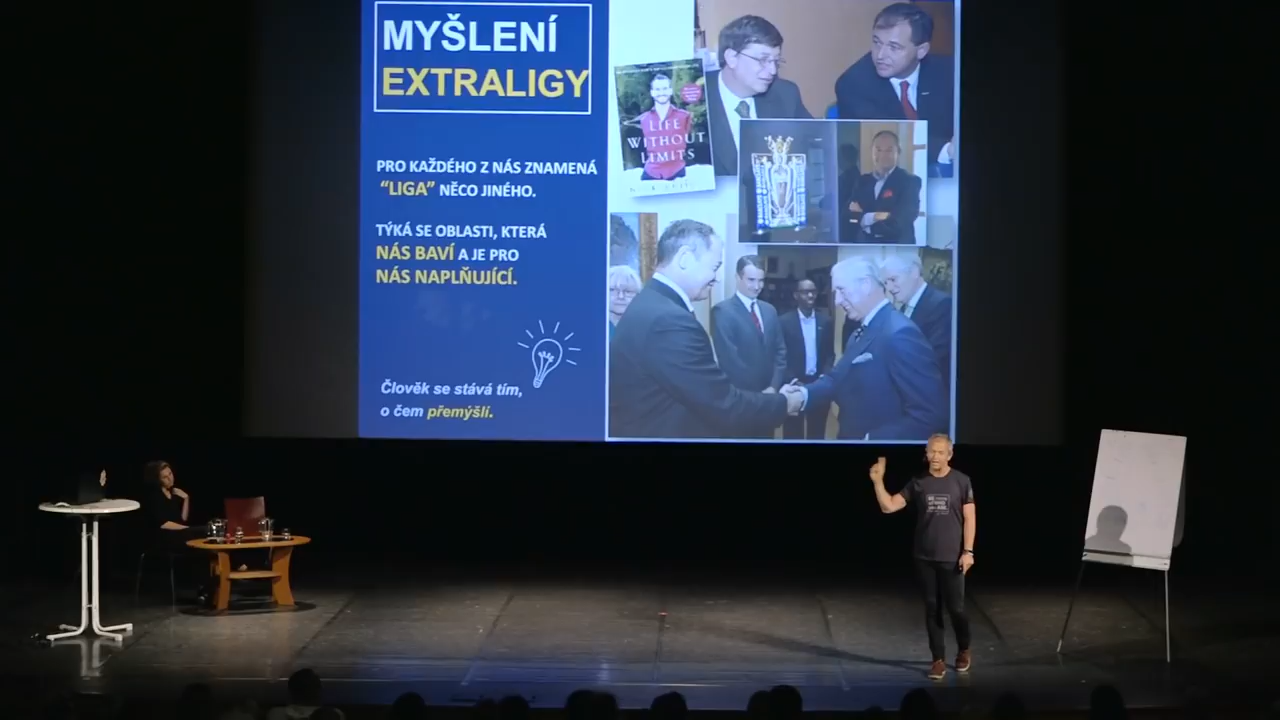 MYŠLENÍ
EXTRALIGY
PRO KAŽDÉHO Z NÁS ZNAMENÁ
“LIGA” NĚCO JINÉHO.
TÝKÁ SE OBLASTI, KTERÁ
NÁS BAVÍ A JE PRO
NÁS NAPLŇUJÍCÍ.
Člověk se stává tím,
o čem přemýšlí.
LIFE
WITHOUT
LIMITS